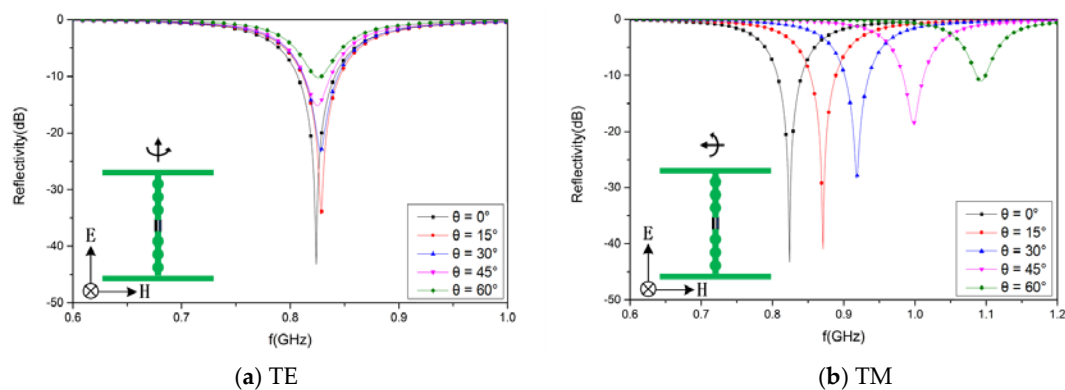 0
-10
-20
-30
-40
-50
Reflectivity(dB)
0.6
0.7
0.8
0.9
1.0
f(GHz)
E
H
θ = 0°
θ = 15°
θ = 30°
θ = 45°
θ = 60°
(a) TE
0
-10
-20
-30
-40
-50
Reflectivity(dB)
0.6
0.7
0.8
0.9
1.0
1.1
1.2
f(GHz)
E
H
θ = 0°
θ = 15°
θ = 30°
θ = 45°
θ = 60°
(b) TM